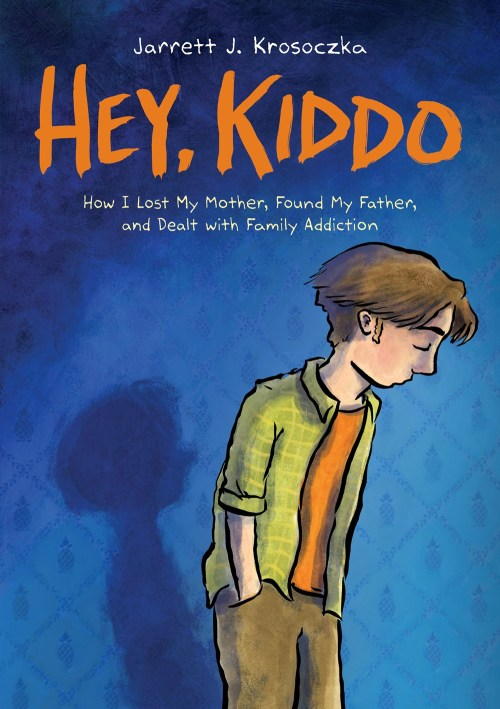 Jarrett J. Krosoczka
HEY, KIDDO
How I Lost My Mother, Found My Father,
and Dealt with Family Addiction